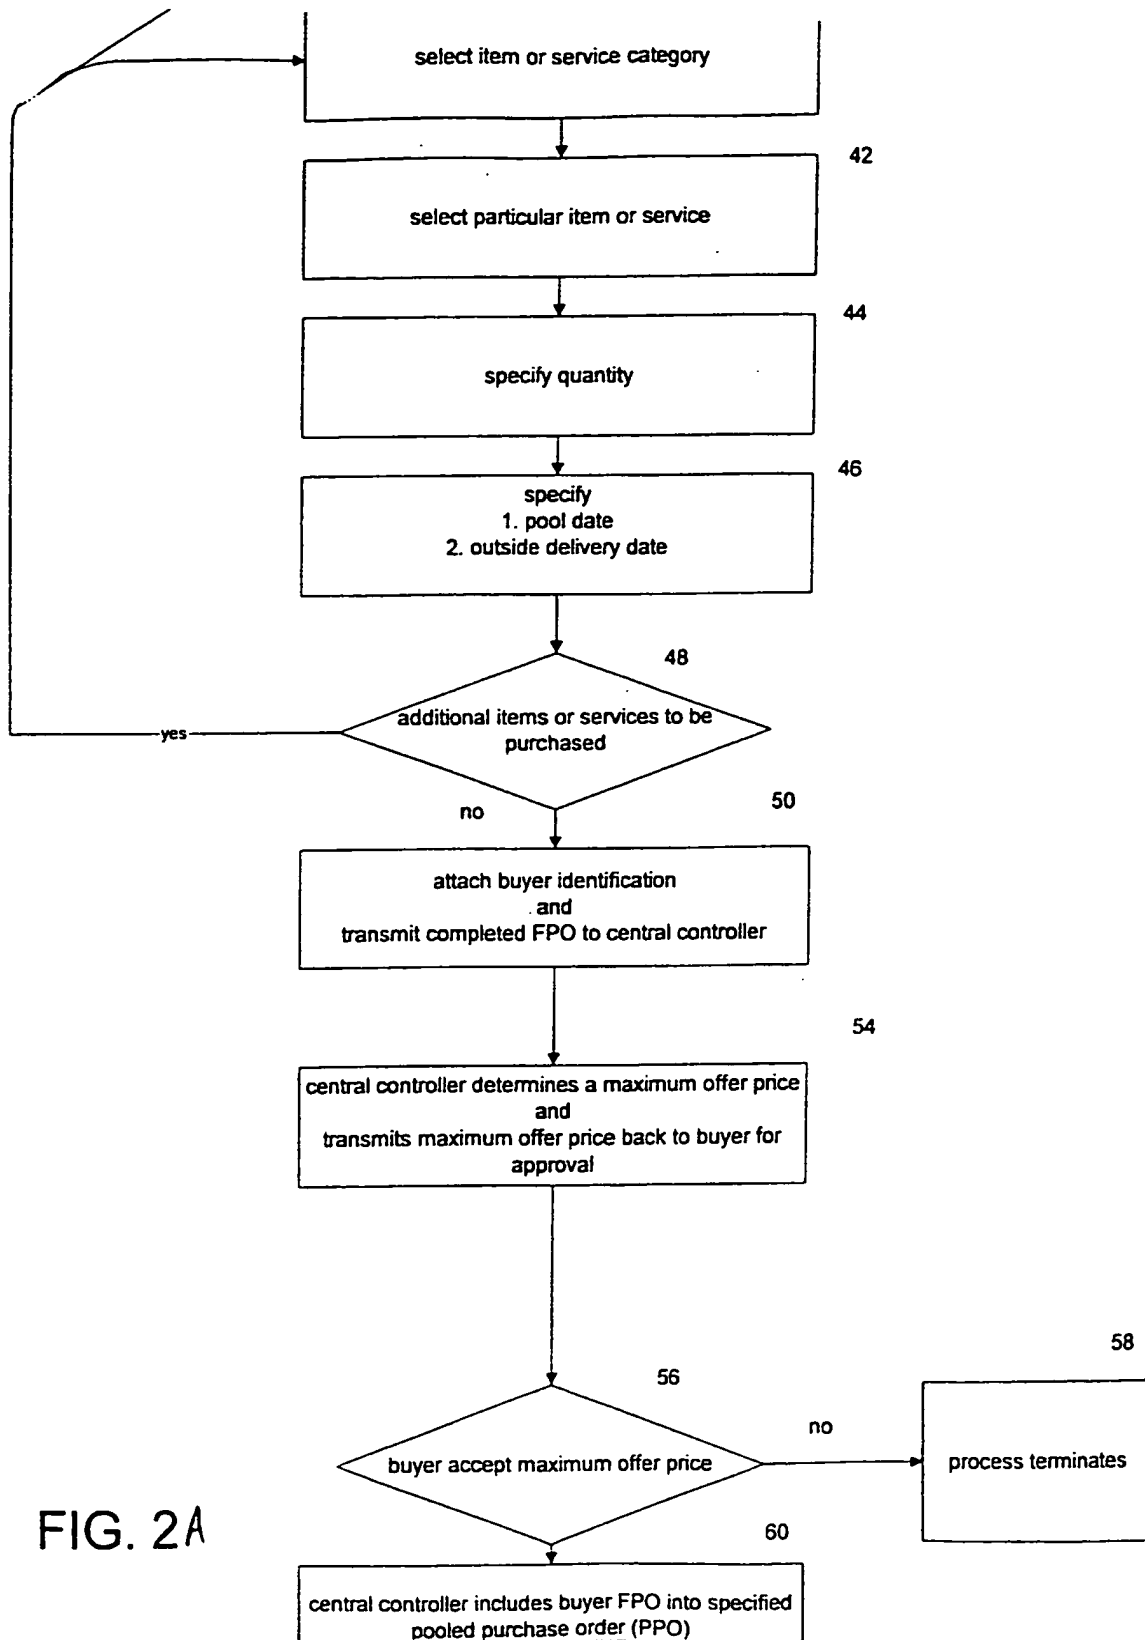 select item or service category
42
select particular item or service
44
specify quantity
46
specify
1. pool date
2. outside delivery date
48
additional items or services to be
purchased
yes
no
50
attach buyer identification
and
transmit completed FPO to central controller
54
central controller determines a maximum offer price
and
transmits maximum offer price back to buyer for
approval
58
56
buyer accept maximum offer price
no
process terminates
FIG. 2A
60
central controller includes buyer FPO into specified
pooled purchase order (PPO)